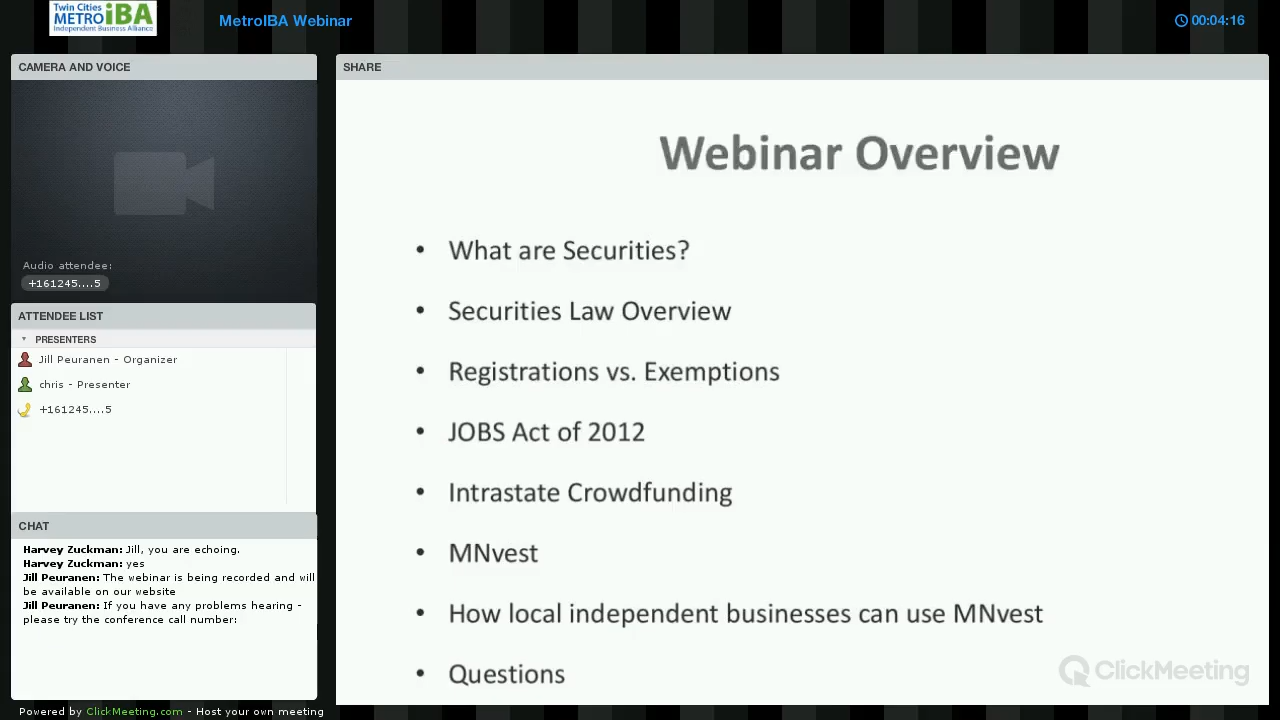 Twin Cities
METROiBA
Independent Business Alliance
MetroIBA Webinar
00:04:16
CAMERA AND VOICE
Audio attendee:
+161245....5
ATTENDEE LIST
PRESENTERS
Jill Peuranen - Organizer
chris - Presenter
+161245....5
CHAT
Harvey Zuckman: Jill, you are echoing.
Harvey Zuckman: yes
Jill Peuranen: The webinar is being recorded and will
be available on our website
Jill Peuranen: If you have any problems hearing -
please try the conference call number:
Powered by ClickMeeting.com - Host your own meeting
SHARE
Webinar Overview
• What are Securities?
• Securities Law Overview
• Registrations vs. Exemptions
• JOBS Act of 2012
• Intrastate Crowdfunding
• MNvest
• How local independent businesses can use MNvest
• Questions
ClickMeeting